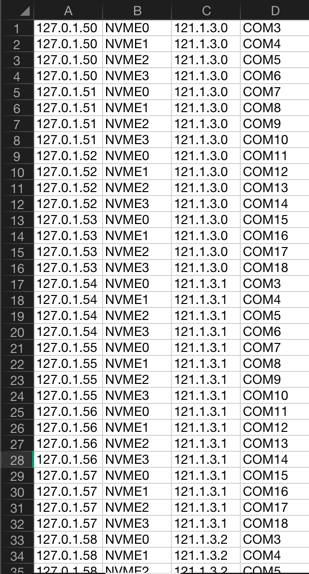 A B C D
1 127.0.1.50 NVME0 121.1.3.0 COM3
2 127.0.1.50 NVME1 121.1.3.0 COM4
3 127.0.1.50 NVME2 121.1.3.0 COM5
4 127.0.1.50 NVME3 121.1.3.0 COM6
5 127.0.1.51 NVME0 121.1.3.0 COM7
6 127.0.1.51 NVME1 121.1.3.0 COM8
7 127.0.1.51 NVME2 121.1.3.0 COM9
8 127.0.1.51 NVME3 121.1.3.0 COM10
9 127.0.1.52 NVME0 121.1.3.0 COM11
10 127.0.1.52 NVME1 121.1.3.0 COM12
11 127.0.1.52 NVME2 121.1.3.0 COM13
12 127.0.1.52 NVME3 121.1.3.0 COM14
13 127.0.1.53 NVME0 121.1.3.0 COM15
14 127.0.1.53 NVME1 121.1.3.0 COM16
15 127.0.1.53 NVME2 121.1.3.0 COM17
16 127.0.1.53 NVME3 121.1.3.0 COM18
17 127.0.1.54 NVME0 121.1.3.1 COM3
18 127.0.1.54 NVME1 121.1.3.1 COM4
19 127.0.1.54 NVME2 121.1.3.1 COM5
20 127.0.1.54 NVME3 121.1.3.1 COM6
21 127.0.1.55 NVME0 121.1.3.1 COM7
22 127.0.1.55 NVME1 121.1.3.1 COM8
23 127.0.1.55 NVME2 121.1.3.1 COM9
24 127.0.1.55 NVME3 121.1.3.1 COM10
25 127.0.1.56 NVME0 121.1.3.1 COM11
26 127.0.1.56 NVME1 121.1.3.1 COM12
27 127.0.1.56 NVME2 121.1.3.1 COM13
28 127.0.1.56 NVME3 121.1.3.1 COM14
29 127.0.1.57 NVME0 121.1.3.1 COM15
30 127.0.1.57 NVME1 121.1.3.1 COM16
31 127.0.1.57 NVME2 121.1.3.1 COM17
32 127.0.1.57 NVME3 121.1.3.1 COM18
33 127.0.1.58 NVME0 121.1.3.2 COM3
34 127.0.1.58 NVME1 121.1.3.2 COM4
35 127.0.1.58 NVME2 121.1.3.2 COM5